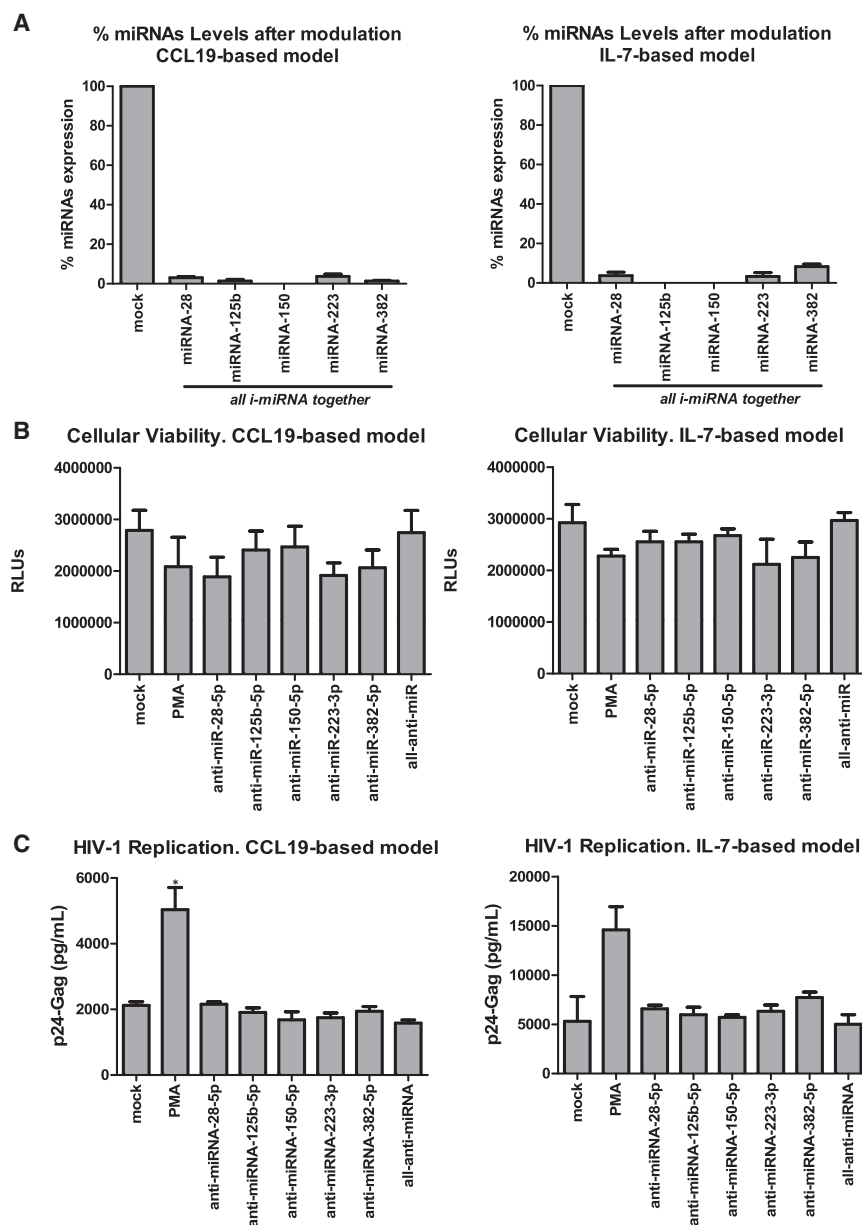 A
% miRNAs Levels after modulation
CCL19-based model
% miRNAs expression
100
80
60
40
20
0
mock
miRNA-28
miRNA-125b
miRNA-150
miRNA-223
miRNA-382
all i-miRNA together
% miRNAs Levels after modulation
IL-7-based model
% miRNAs expression
100
80
60
40
20
0
mock
miRNA-28
miRNA-125b
miRNA-150
miRNA-223
miRNA-382
all i-miRNA together
B
Cellular Viability. CCL19-based model
RLUs
4000000
3000000
2000000
1000000
0
mock
PMA
anti-miR-28-5p
anti-miR-125b-5p
anti-miR-150-5p
anti-miR-223-3p
anti-miR-382-5p
all-anti-miR
Cellular Viability. IL-7-based model
RLUs
4000000
3000000
2000000
1000000
0
mock
PMA
anti-miR-28-5p
anti-miR-125b-5p
anti-miR-150-5p
anti-miR-223-3p
anti-miR-382-5p
all-anti-miR
C
HIV-1 Replication. CCL19-based model
p24-Gag (pg/mL)
6000
4000
2000
0
*
mock
PMA
anti-miRNA-28-5p
anti-miRNA-125b-5p
anti-miRNA-150-5p
anti-miRNA-223-3p
anti-miRNA-382-5p
all-anti-miRNA
HIV-1 Replication. IL-7-based model
p24-Gag (pg/mL)
20000
15000
10000
5000
0
mock
PMA
anti-miRNA-28-5p
anti-miRNA-125b-5p
anti-miRNA-150-5p
anti-miRNA-223-3p
anti-miRNA-382-5p
all-anti-miRNA